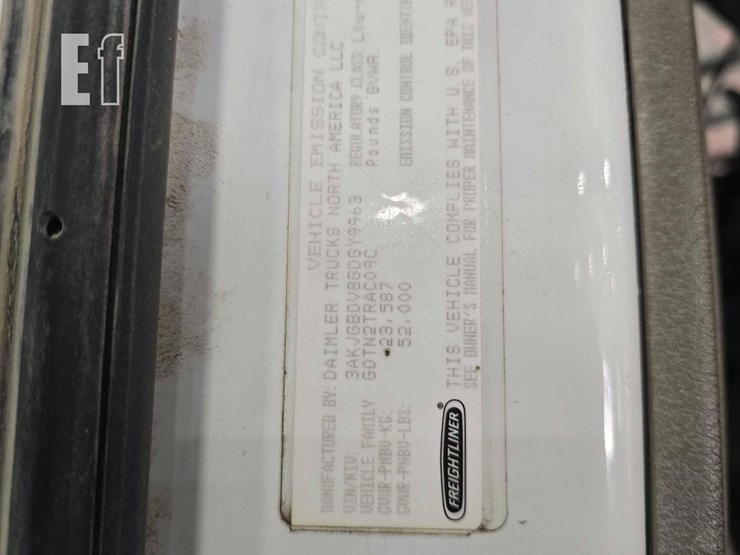 Ef
VEHICLE EMISSION CONTR
MANUFACTURED BY: DAIMLER TRUCKS NORTH AMERICA LLC
VIN/NIV: 3AKJGBDV8GDGY9963 REGULATORY CLASS:
VEHICLE FAMILY GDTN2TRAC09C Pounds GVWR
GVWR-PNBV-KG: 23,587
GVWR-PNBV-LBS: 52,000 EMISSION CONTROL
THIS VEHICLE COMPLIES WITH U.S. EPA R
SEE OWNER'S MANUAL FOR PROPER MAINTENANCE OF THIS VEH
FREIGHTLINER®